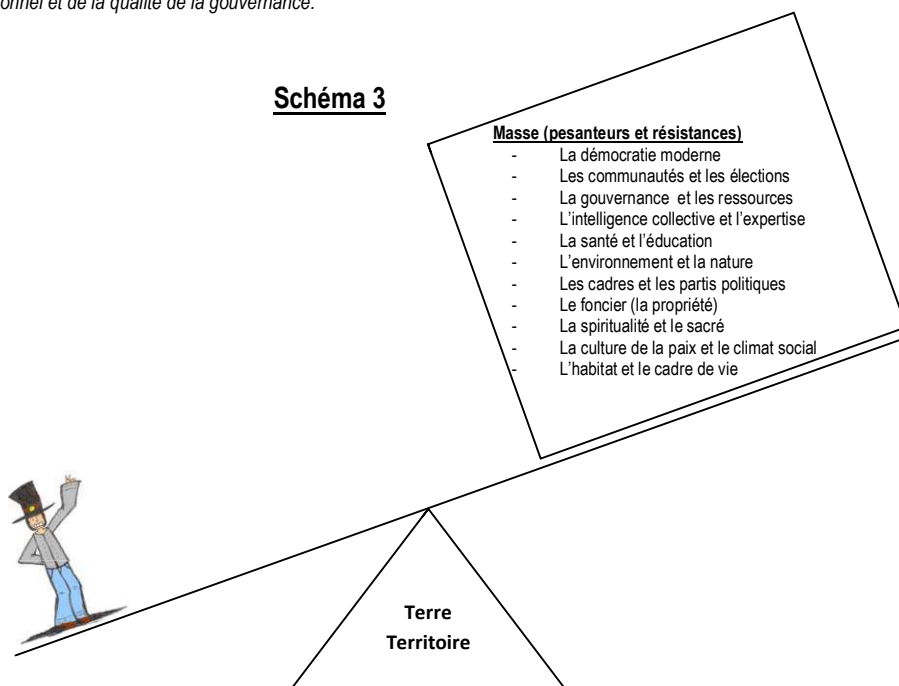 onnel et de la qualité de la gouvernance.
Schéma 3
Masse (pesanteurs et résistances)
- La démocratie moderne
- Les communautés et les élections
- La gouvernance et les ressources
- L'intelligence collective et l'expertise
- La santé et l'éducation
- L'environnement et la nature
- Les cadres et les partis politiques
- Le foncier (la propriété)
- La spiritualité et le sacré
- La culture de la paix et le climat social
- L'habitat et le cadre de vie
Terre
Territoire